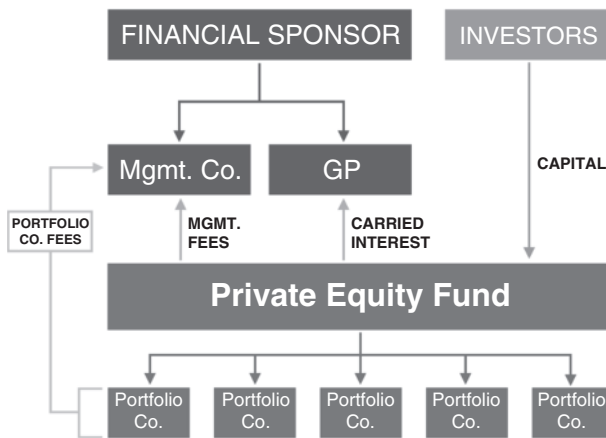 FINANCIAL SPONSOR
INVESTORS
Mgmt. Co.
GP
CAPITAL
PORTFOLIO
CO. FEES
MGMT.
FEES
CARRIED
INTEREST
Private Equity Fund
Portfolio
Co.
Portfolio
Co.
Portfolio
Co.
Portfolio
Co.
Portfolio
Co.